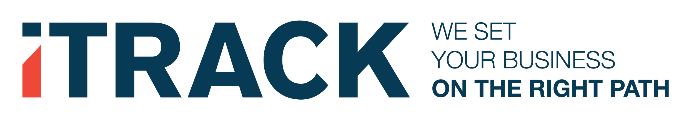 iTRACK
WE SET
YOUR BUSINESS
ON THE RIGHT PATH